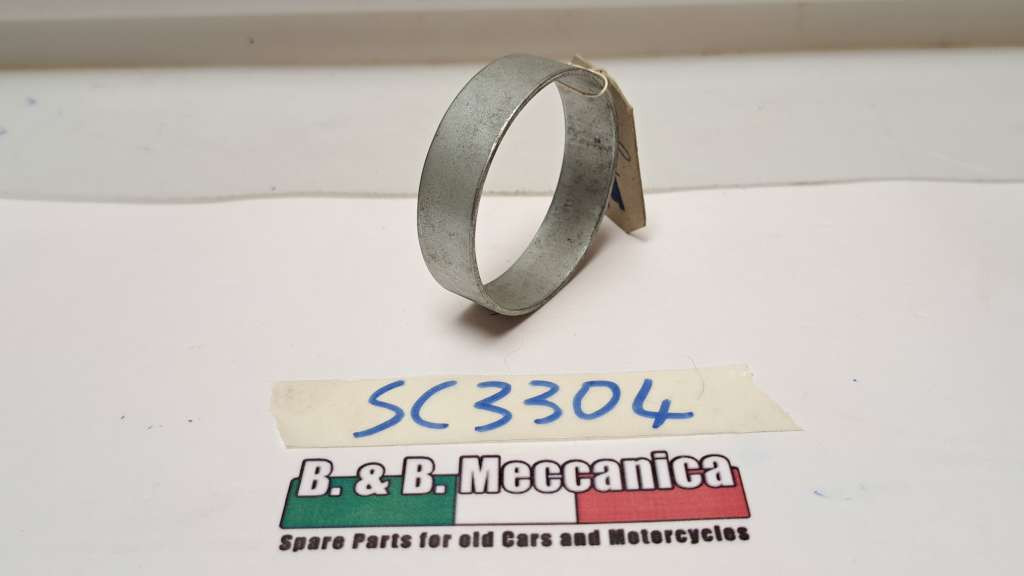 SC3304
B. & B. Meccanica
Spare Parts for old Cars and Motorcycles